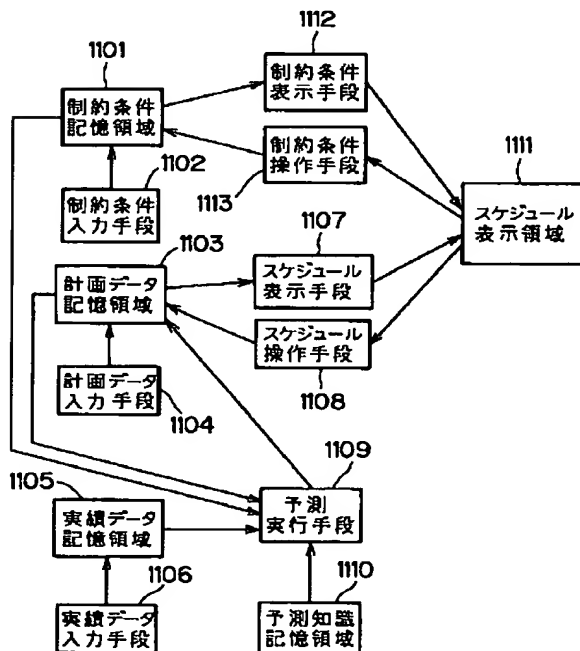 1112
1101
制約条件
表示手段
制約条件
記憶領域
制約条件
操作手段
1111
1102
1113
制約条件
入力手段
スケジュール
表示領域
1103
1107
計画データ
記憶領域
スケジュール
表示手段
スケジュール
操作手段
計画データ
入力手段
1104
1108
1109
1105
予測
実行手段
実績データ
記憶領域
1106
1110
実績データ
入力手段
予測知識
記憶領域